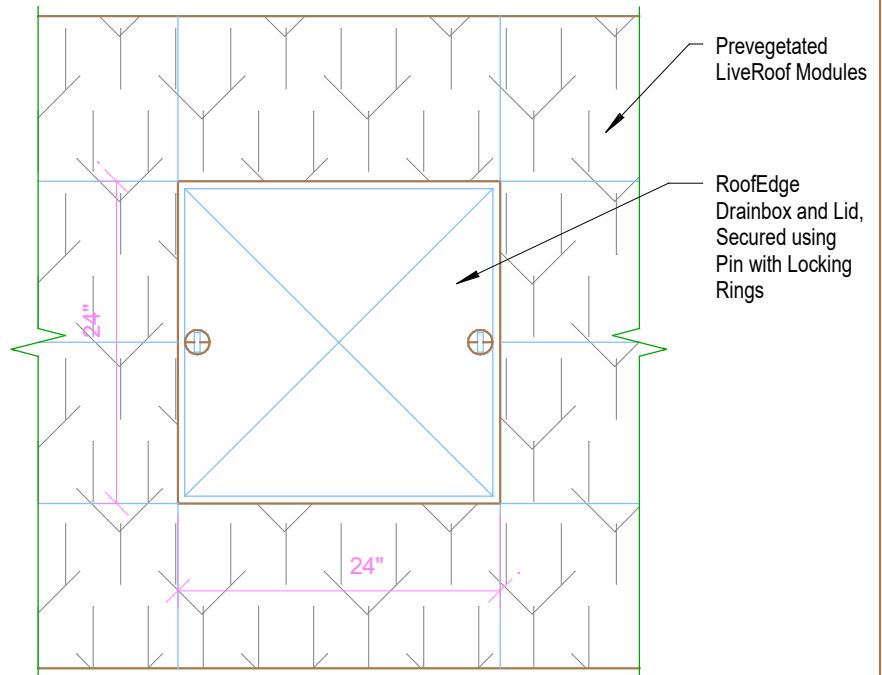 Prevegetated
LiveRoof Modules
RoofEdge
Drainbox and Lid,
Secured using
Pin with Locking
Rings
24"
24"